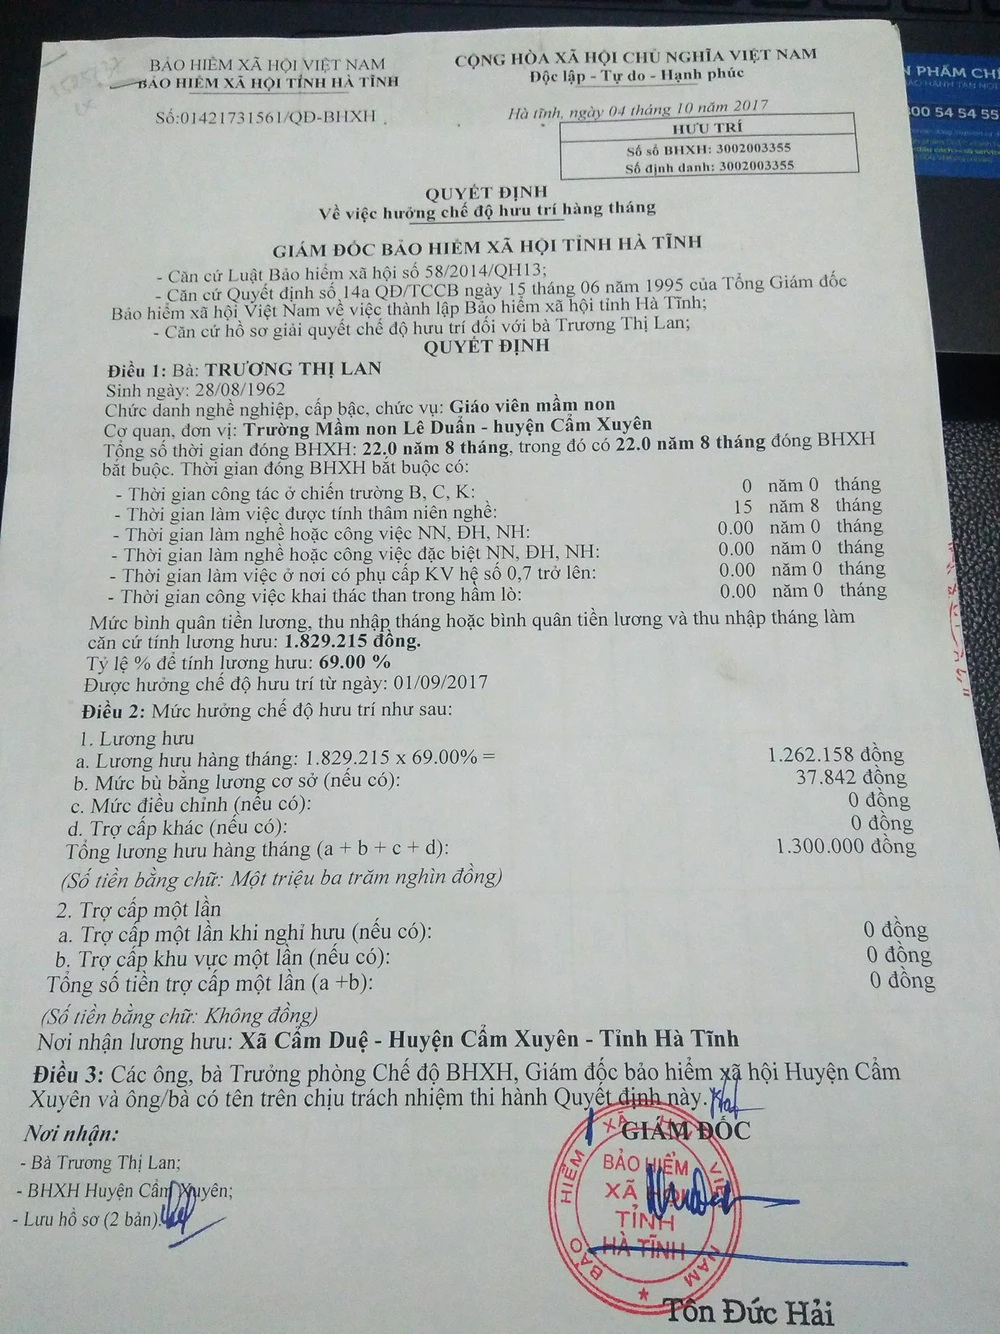 BẢO HIỂM XÃ HỘI VIỆT NAM
BẢO HIỂM XÃ HỘI TỈNH HÀ TĨNH
Số:01421731561/QĐ-BHXH
CỘNG HÒA XÃ HỘI CHỦ NGHĨA VIỆT NAM
Độc lập - Tự do - Hạnh phúc
Hà tĩnh, ngày 04 tháng 10 năm 2017
HƯU TRÍ
Số sổ BHXH: 3002003355
Số định danh: 3002003355
QUYẾT ĐỊNH
Về việc hưởng chế độ hưu trí hàng tháng
GIÁM ĐỐC BẢO HIỂM XÃ HỘI TỈNH HÀ TĨNH
- Căn cứ Luật Bảo hiểm xã hội số 58/2014/QH13;
- Căn cứ Quyết định số 14a QĐ/TCCB ngày 15 tháng 06 năm 1995 của Tổng Giám đốc
Bảo hiểm xã hội Việt Nam về việc thành lập Bảo hiểm xã hội tỉnh Hà Tĩnh;
- Căn cứ hồ sơ giải quyết chế độ hưu trí đối với bà Trương Thị Lan;
QUYẾT ĐỊNH
Điều 1: Bà: TRƯƠNG THỊ LAN
Sinh ngày: 28/08/1962
Chức danh nghề nghiệp, cấp bậc, chức vụ: Giáo viên mầm non
Cơ quan, đơn vị: Trường Mầm non Lê Duẩn - huyện Cẩm Xuyên
Tổng số thời gian đóng BHXH: 22.0 năm 8 tháng, trong đó có 22.0 năm 8 tháng đóng BHXH
bắt buộc. Thời gian đóng BHXH bắt buộc có:
- Thời gian công tác ở chiến trường B, C, K: 0 năm 0 tháng
- Thời gian làm việc được tính thâm niên nghề: 15 năm 8 tháng
- Thời gian làm nghề hoặc công việc NN, ĐH, NH: 0.00 năm 0 tháng
- Thời gian làm nghề hoặc công việc đặc biệt NN, ĐH, NH: 0.00 năm 0 tháng
- Thời gian làm việc ở nơi có phụ cấp KV hệ số 0,7 trở lên: 0.00 năm 0 tháng
- Thời gian công việc khai thác than trong hầm lò: 0.00 năm 0 tháng
Mức bình quân tiền lương, thu nhập tháng hoặc bình quân tiền lương và thu nhập tháng làm
căn cứ tính lương hưu: 1.829.215 đồng.
Tỷ lệ % để tính lương hưu: 69.00 %
Được hưởng chế độ hưu trí từ ngày: 01/09/2017
Điều 2: Mức hưởng chế độ hưu trí như sau:
1. Lương hưu
a. Lương hưu hàng tháng: 1.829.215 x 69.00% = 1.262.158 đồng
b. Mức bù bằng lương cơ sở (nếu có): 37.842 đồng
c. Mức điều chỉnh (nếu có): 0 đồng
d. Trợ cấp khác (nếu có): 0 đồng
Tổng lương hưu hàng tháng (a + b + c + d): 1.300.000 đồng
(Số tiền bằng chữ: Một triệu ba trăm nghìn đồng)
2. Trợ cấp một lần
a. Trợ cấp một lần khi nghỉ hưu (nếu có): 0 đồng
b. Trợ cấp khu vực một lần (nếu có): 0 đồng
Tổng số tiền trợ cấp một lần (a +b): 0 đồng
(Số tiền bằng chữ: Không đồng)
Nơi nhận lương hưu: Xã Cẩm Duệ - Huyện Cẩm Xuyên - Tỉnh Hà Tĩnh
Điều 3: Các ông, bà Trưởng phòng Chế độ BHXH, Giám đốc bảo hiểm xã hội Huyện Cẩm
Xuyên và ông/bà có tên trên chịu trách nhiệm thi hành Quyết định này.
Nơi nhận:
- Bà Trương Thị Lan;
- BHXH Huyện Cẩm Xuyên;
- Lưu hồ sơ (2 bản).
GIÁM ĐỐC
BẢO HIỂM XÃ VIỆT NAM
BẢO HIỂM
XÃ HỘI
TỈNH
HÀ TĨNH
Tôn Đức Hải